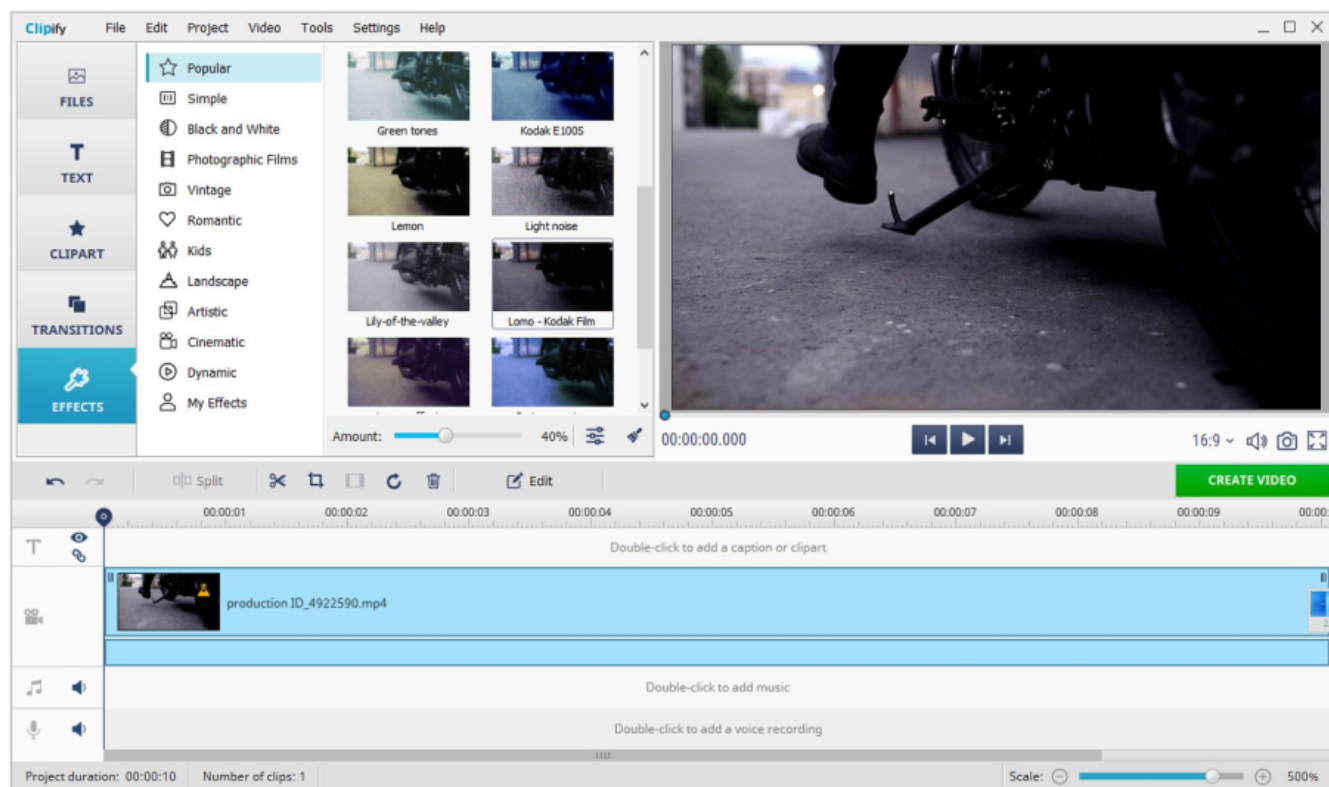 Clipify File Edit Project Video Tools Settings Help
FILES
TEXT
CLIPART
TRANSITIONS
EFFECTS
Popular
Simple
Black and White
Photographic Films
Vintage
Romantic
Kids
Landscape
Artistic
Cinematic
Dynamic
My Effects
Green tones Kodak E100S
Lemon Light noise
Lily-of-the-valley Lomo - Kodak Film
Amount: 40%
00:00:00.000 16:9
Split Edit CREATE VIDEO
00:00:01 00:00:02 00:00:03 00:00:04 00:00:05 00:00:06 00:00:07 00:00:08 00:00:09
Double-click to add a caption or clipart
production ID_4922590.mp4
Double-click to add music
Double-click to add a voice recording
Project duration: 00:00:10 Number of clips: 1 Scale: 500%